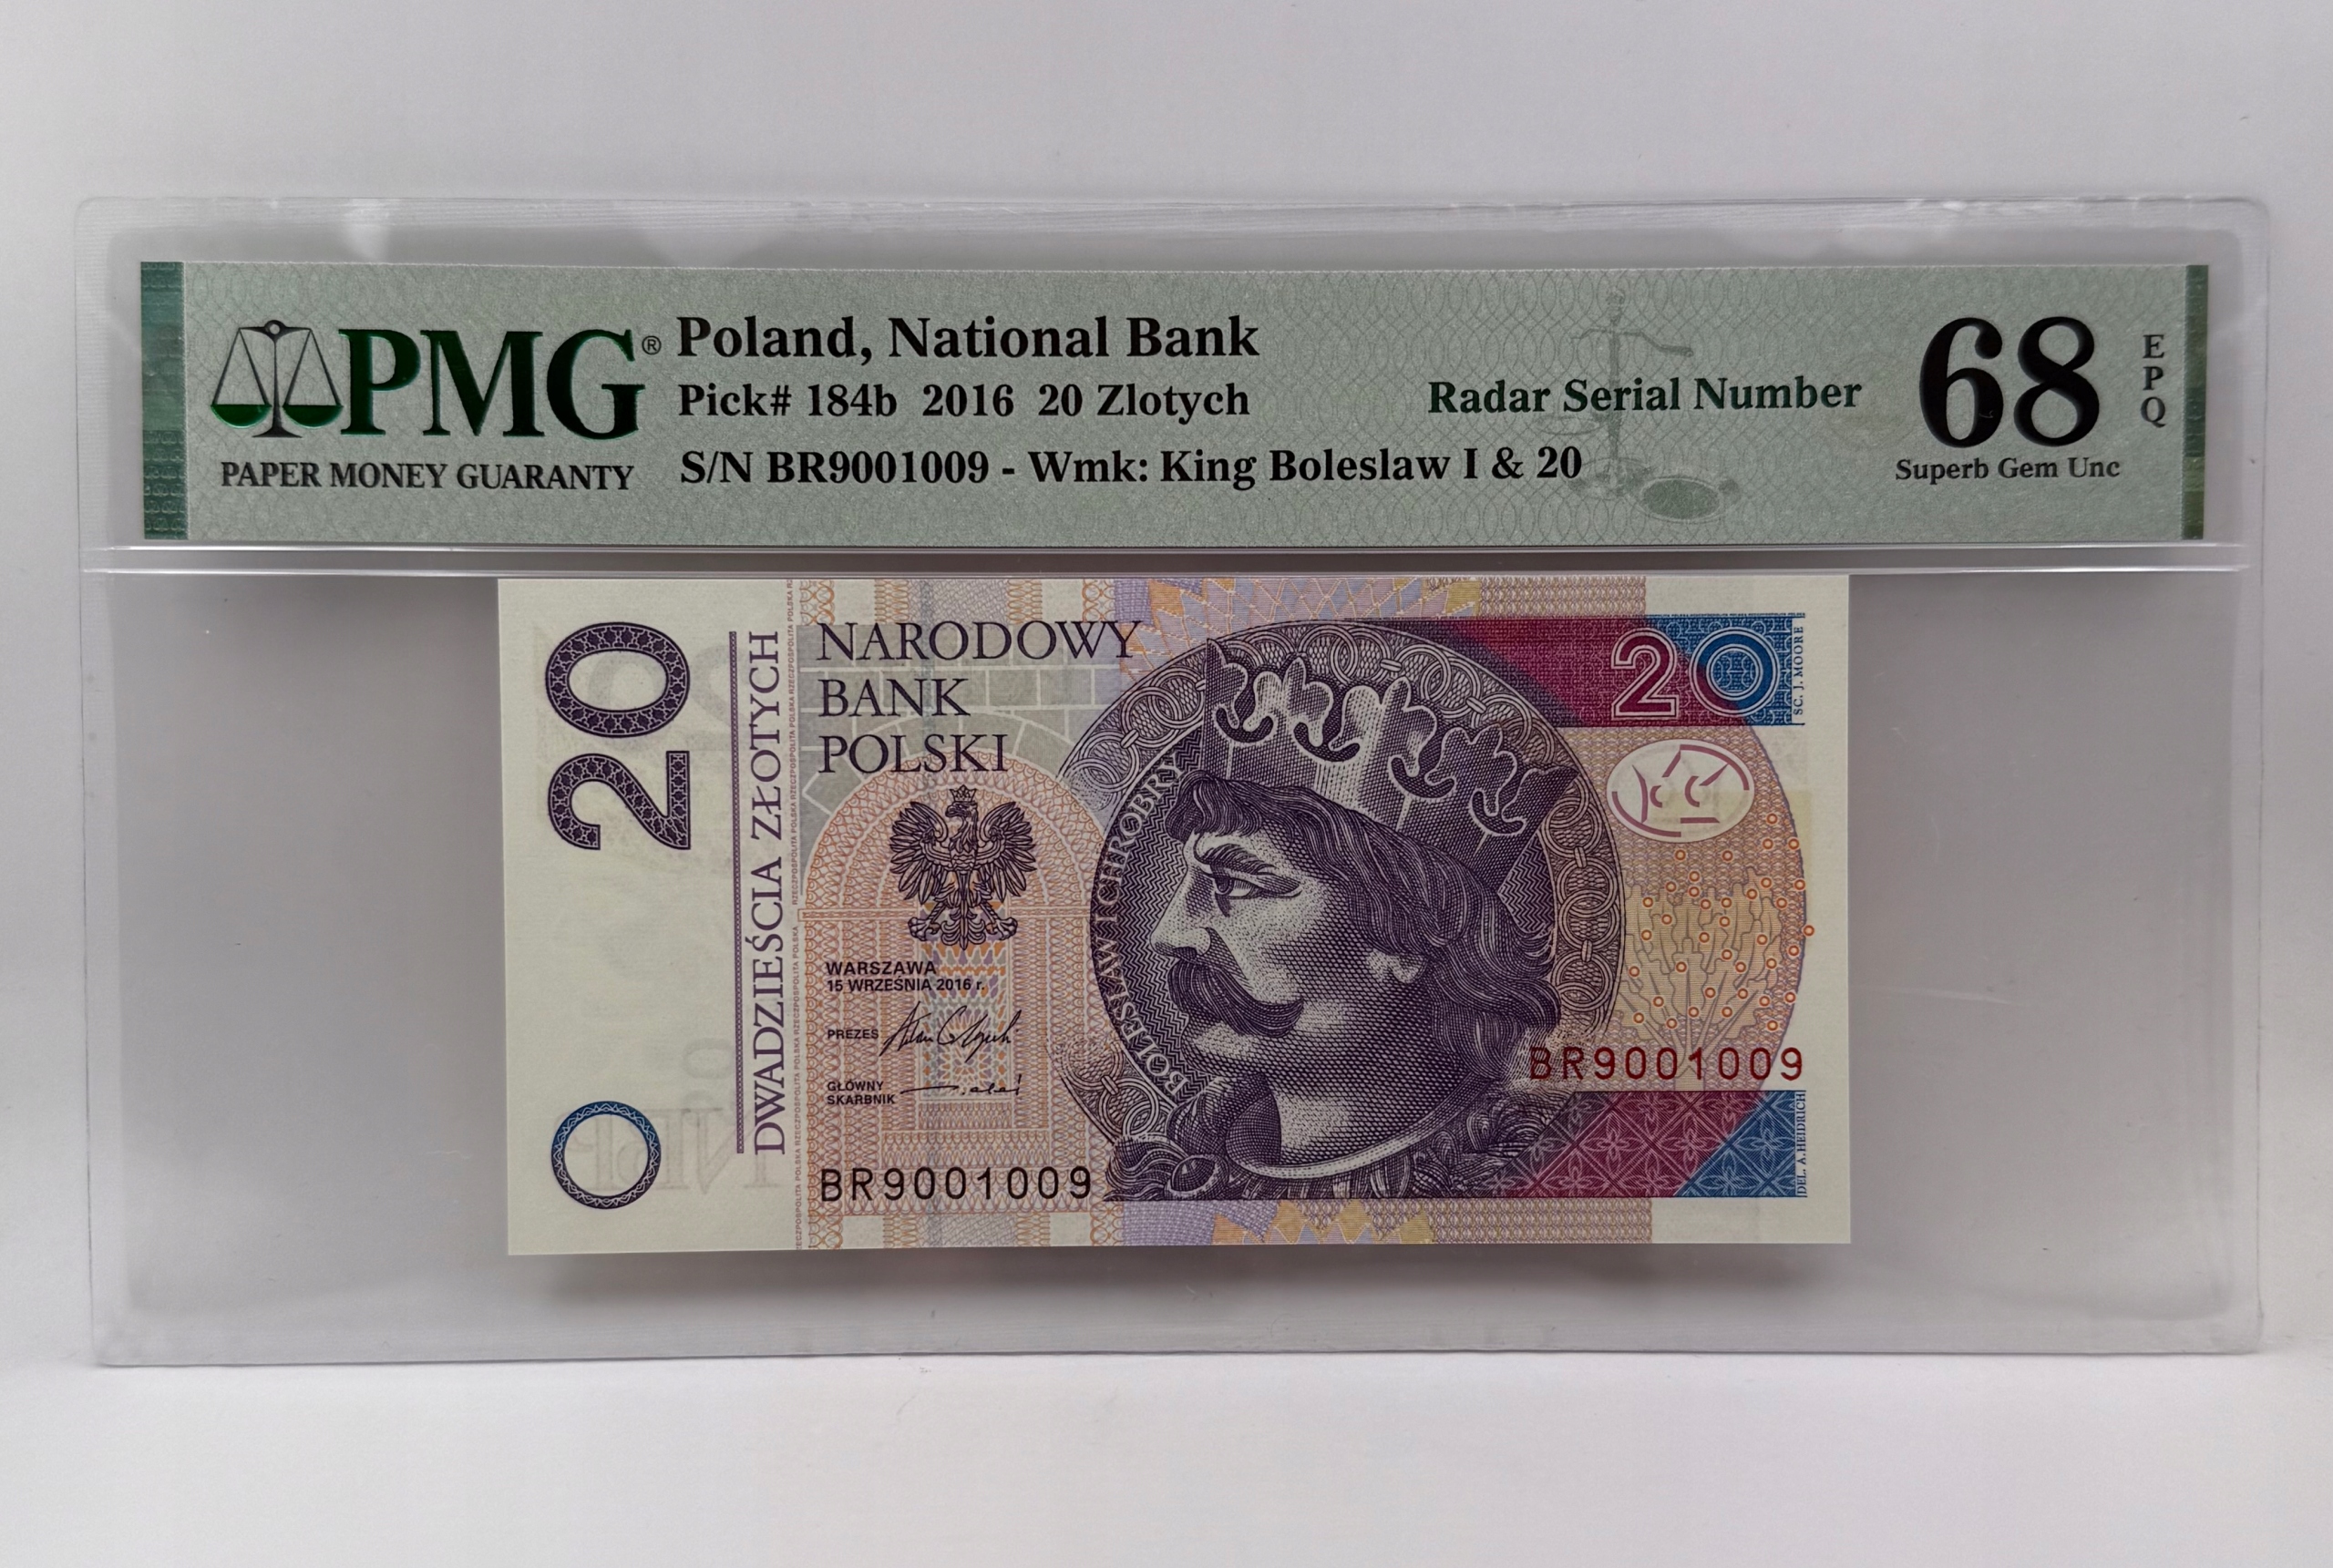 PMG®
PAPER MONEY GUARANTY
Poland, National Bank
Pick# 184b 2016 20 Zlotych
S/N BR9001009 - Wmk: King Boleslaw I & 20
Radar Serial Number
68
EPQ
Superb Gem Unc
20
DWADZIEŚCIA ZŁOTYCH
NARODOWY
BANK
POLSKI
WARSZAWA
15 WRZEŚNIA 2016 r.
PREZES
GŁÓWNY
SKARBNIK
BR9001009
BOLESŁAW I CHROBRY
20
SC. J. MOORE
BR9001009
DEL. A.HEIDRICH